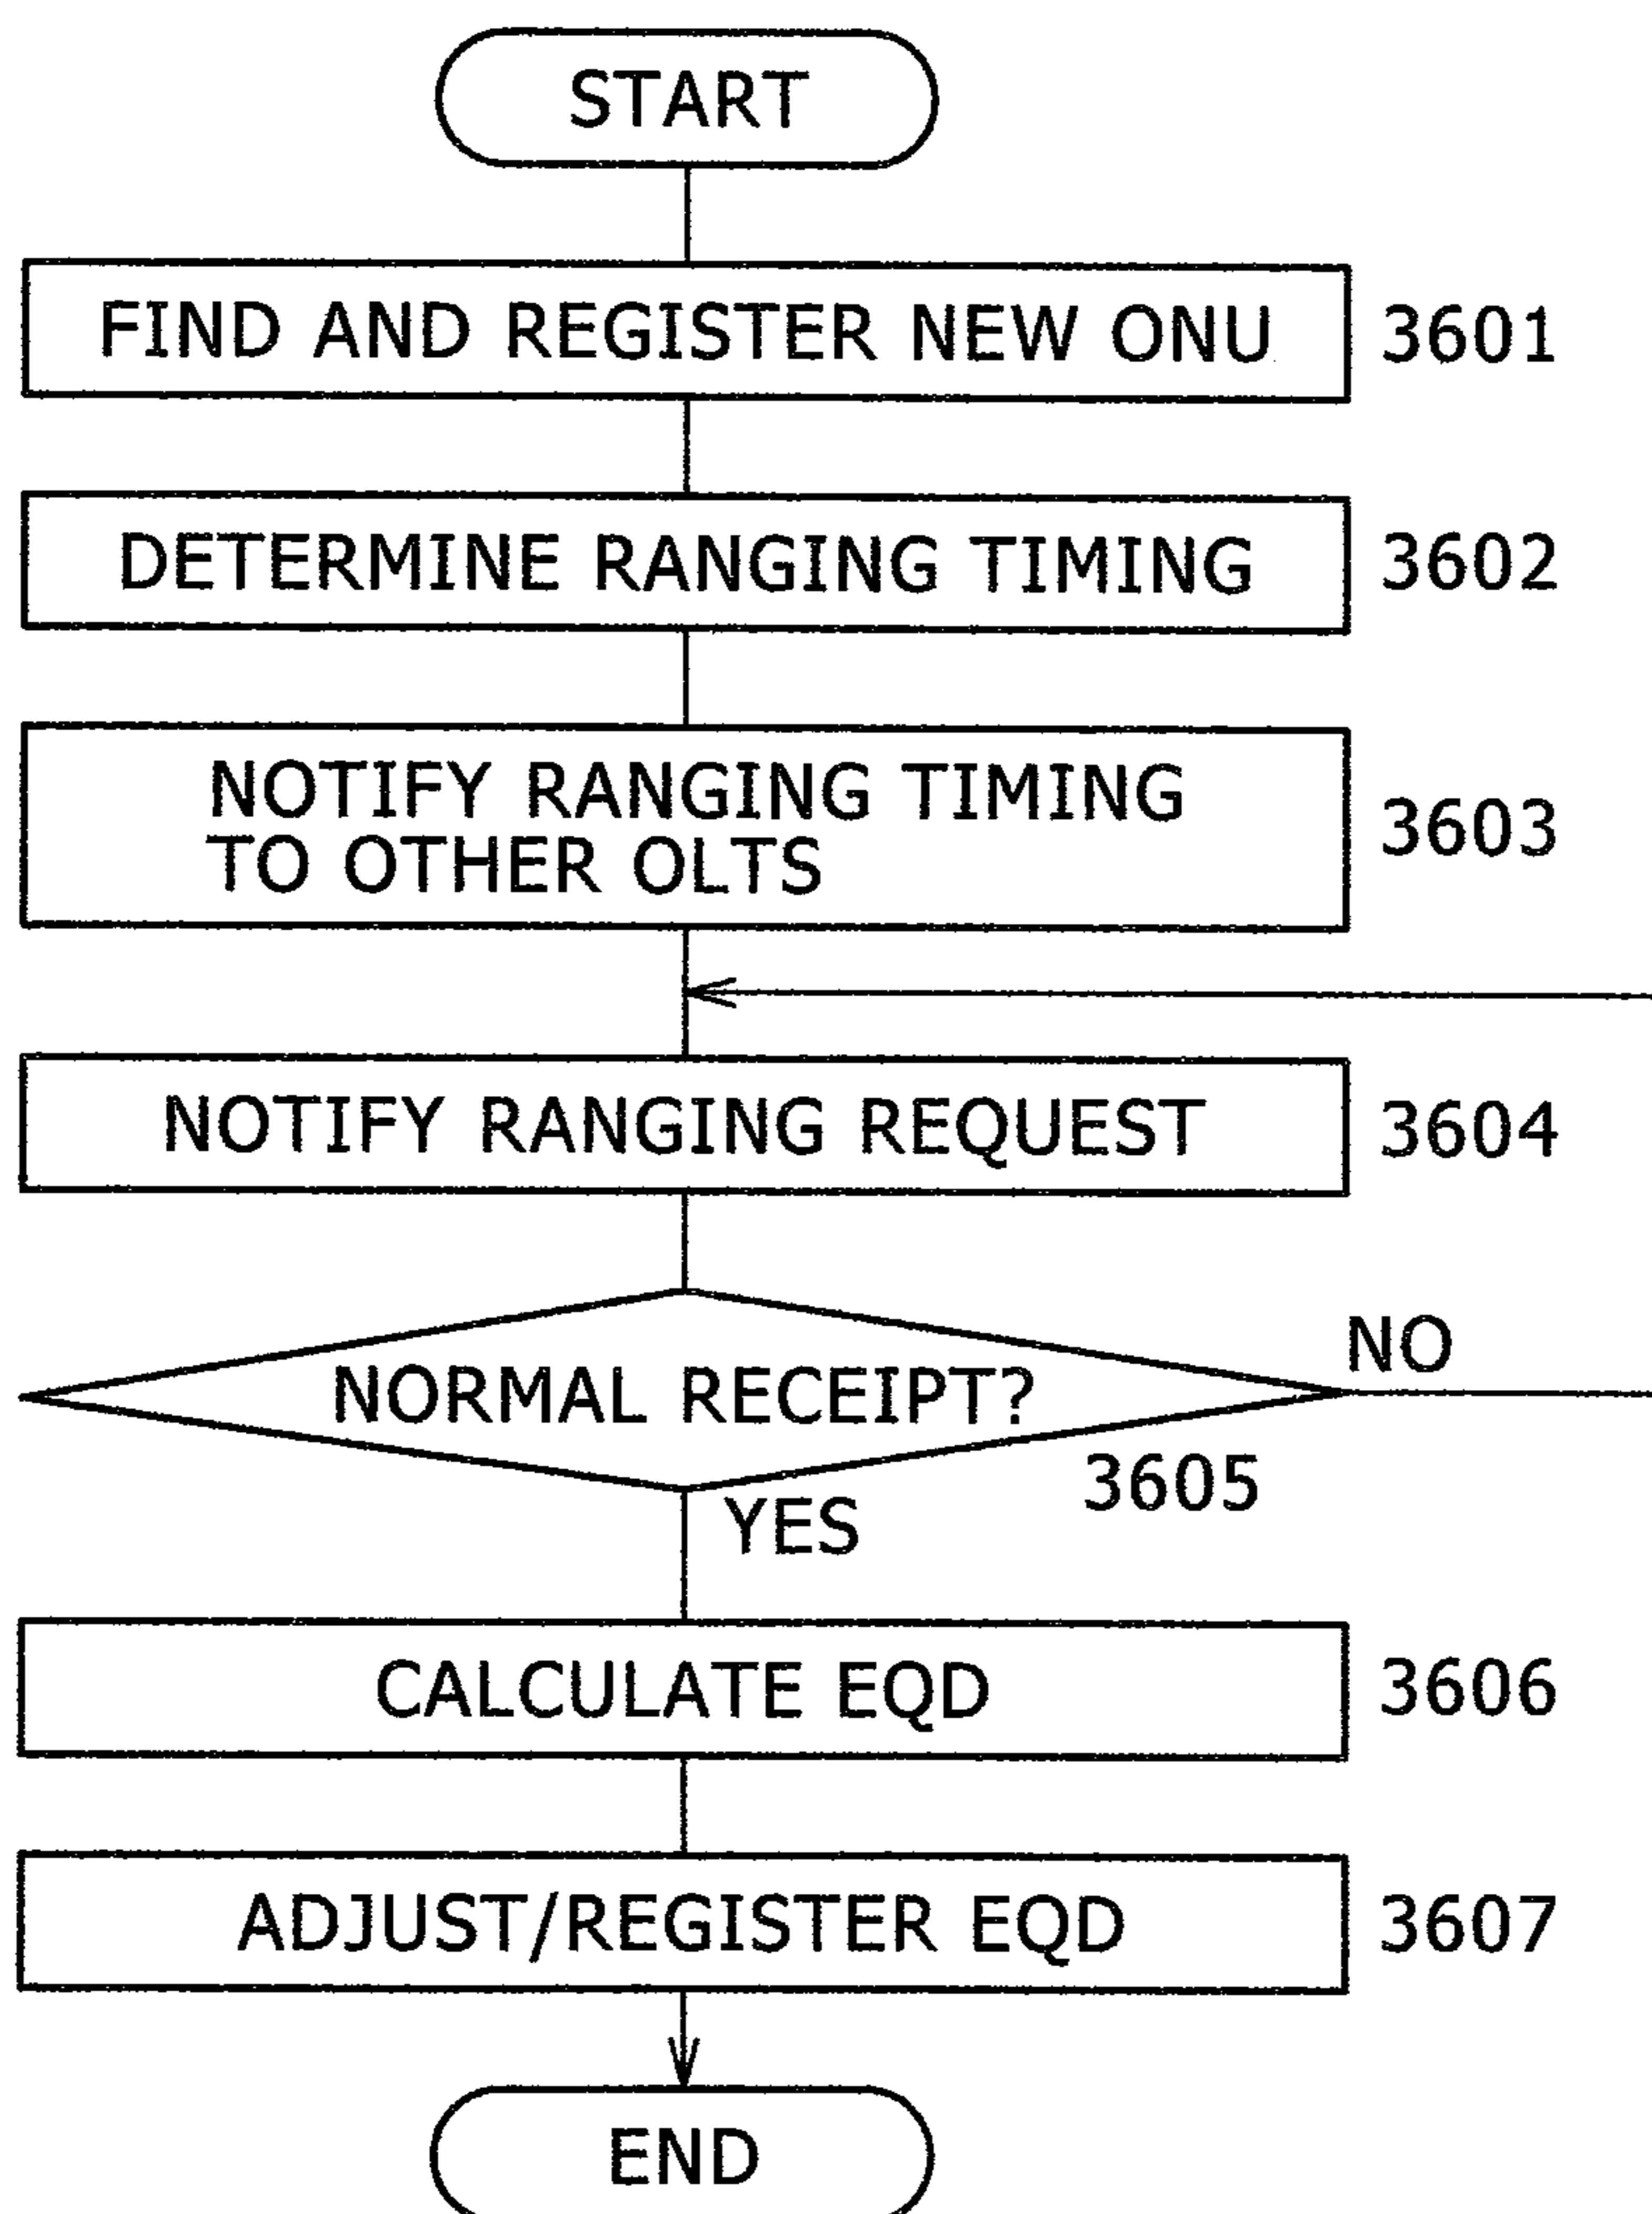 START
FIND AND REGISTER NEW ONU
3601
DETERMINE RANGING TIMING
3602
NOTIFY RANGING TIMING
TO OTHER OLTS
3603
NOTIFY RANGING REQUEST
3604
NORMAL RECEIPT?
NO
3605
YES
CALCULATE EQD
3606
ADJUST/REGISTER EQD
3607
END